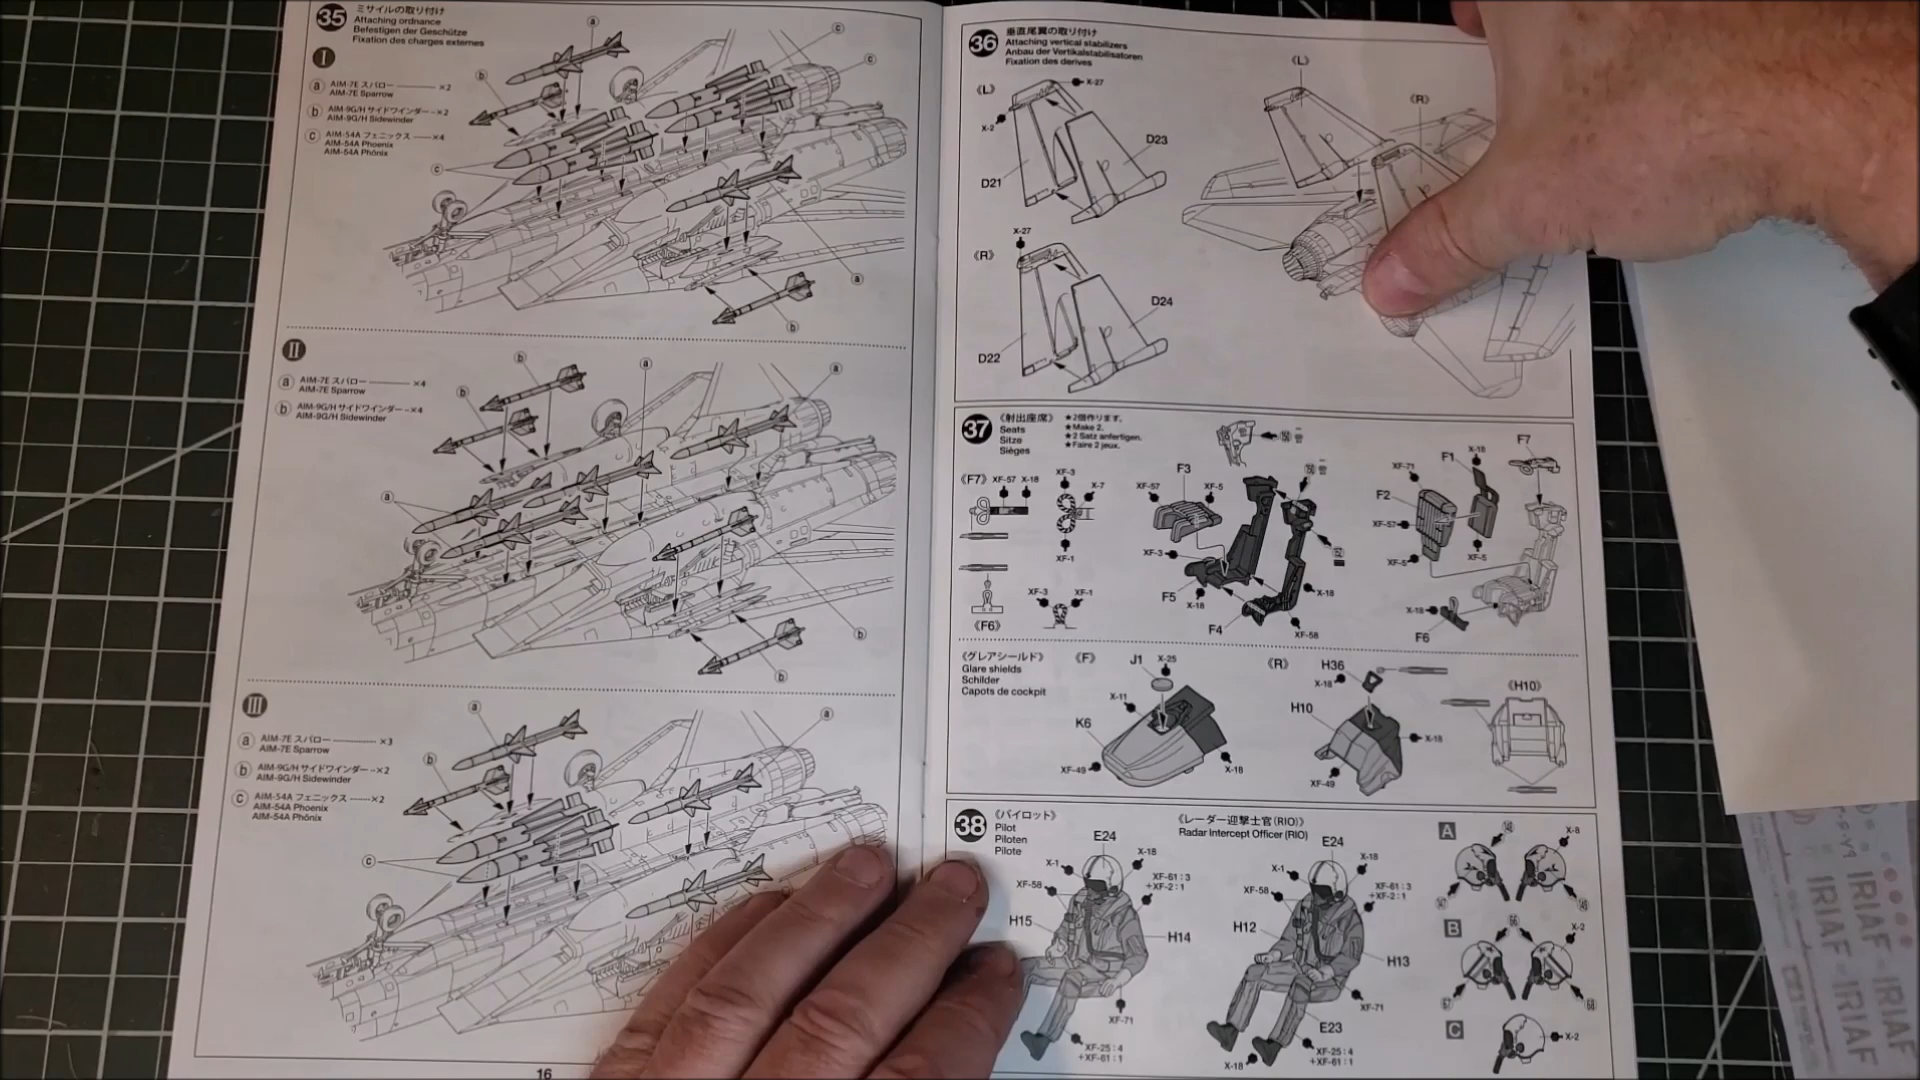 35
ミサイルの取り付け
Attaching ordnance
Befestigen der Geschütze
Fixation des charges externes
I
a AIM-7E スパロー ×2
AIM-7E Sparrow
b AIM-9G/H サイドワインダー ×2
AIM-9G/H Sidewinder
c AIM-54A フェニックス ×4
AIM-54A Phoenix
AIM-54A Phönix
a
b
c
c
c
a
b
II
a AIM-7E スパロー ×4
AIM-7E Sparrow
b AIM-9G/H サイドワインダー ×4
AIM-9G/H Sidewinder
b
b
a
a
a
b
b
III
a AIM-7E スパロー ×3
AIM-7E Sparrow
b AIM-9G/H サイドワインダー ×2
AIM-9G/H Sidewinder
c AIM-54A フェニックス ×2
AIM-54A Phoenix
AIM-54A Phönix
a
b
a
c
16
36
垂直尾翼の取り付け
Attaching vertical stabilizers
Anbau der Vertikalstabilisatoren
Fixation des derives
《L》
X-27
X-2
D23
D21
《R》
X-27
D24
D22
《L》
《R》
37
《射出座席》
Seats
Sitze
Sièges
★2個作ります。
★Make 2.
★2 Satz anfertigen.
★Faire 2 jeux.
《F7》 XF-57 X-18
XF-3
X-7
XF-1
XF-3 XF-1
《F6》
F3
XF-57
XF-5
XF-3
F5
X-18
F4
X-18
XF-58
XF-71
F1
X-18
F7
F2
XF-57
XF-5
XF-5
X-18
F6
《グレアシールド》
Glare shields
Schilder
Capots de cockpit
《F》
J1 X-25
X-11
K6
XF-49
X-18
《R》
H36
X-18
H10
X-18
XF-49
《H10》
38
《パイロット》
Pilot
Piloten
Pilote
E24
X-1
X-18
XF-58
XF-61:3
+XF-2:1
H15
H14
XF-71
XF-25:4
+XF-61:1
《レーダー迎撃士官(RIO)》
Radar Intercept Officer (RIO)
E24
X-1
X-18
XF-58
XF-61:3
+XF-2:1
H12
H13
XF-71
E23
X-18
XF-25:4
+XF-61:1
A
X-8
B
66
X-2
67
68
C
X-2
IRIAF IRIAF
IRIAF IRIAF